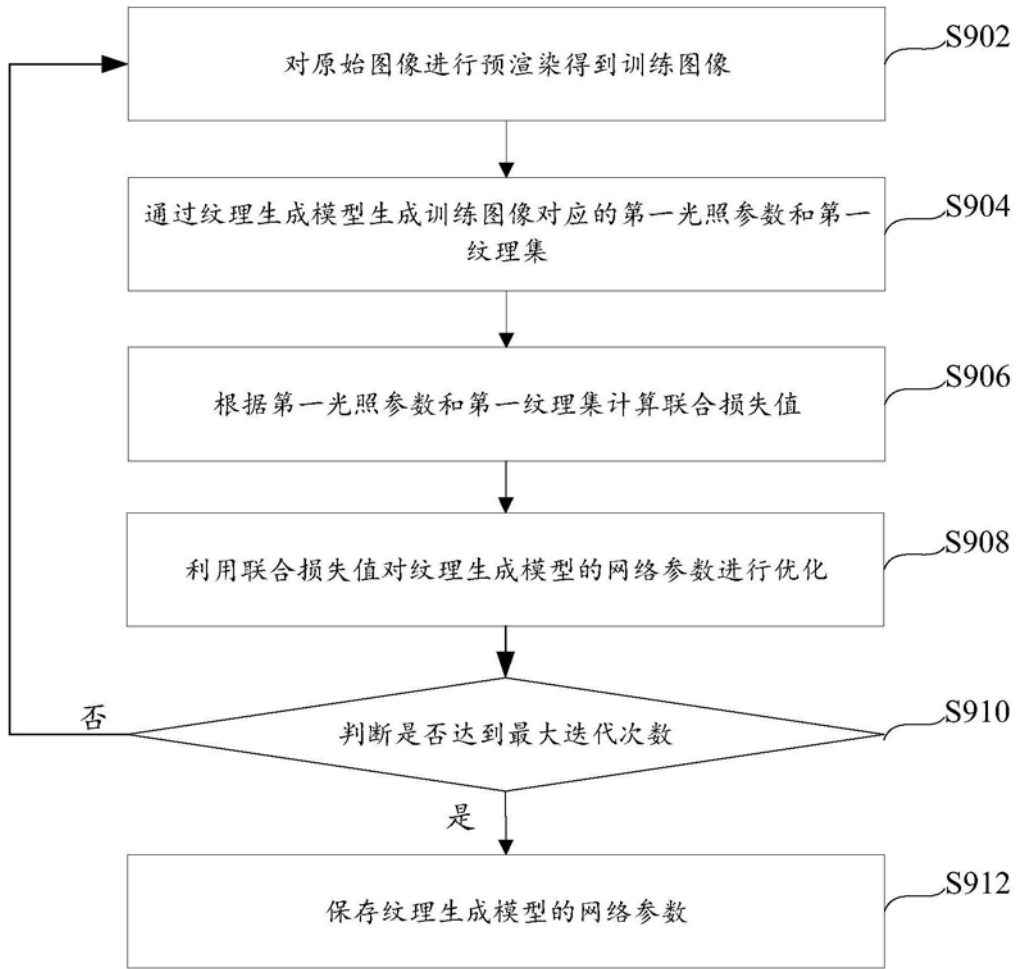 对原始图像进行预渲染得到训练图像
S902
通过纹理生成模型生成训练图像对应的第一光照参数和第一
纹理集
S904
根据第一光照参数和第一纹理集计算联合损失值
S906
利用联合损失值对纹理生成模型的网络参数进行优化
S908
判断是否达到最大迭代次数
S910
否
是
保存纹理生成模型的网络参数
S912